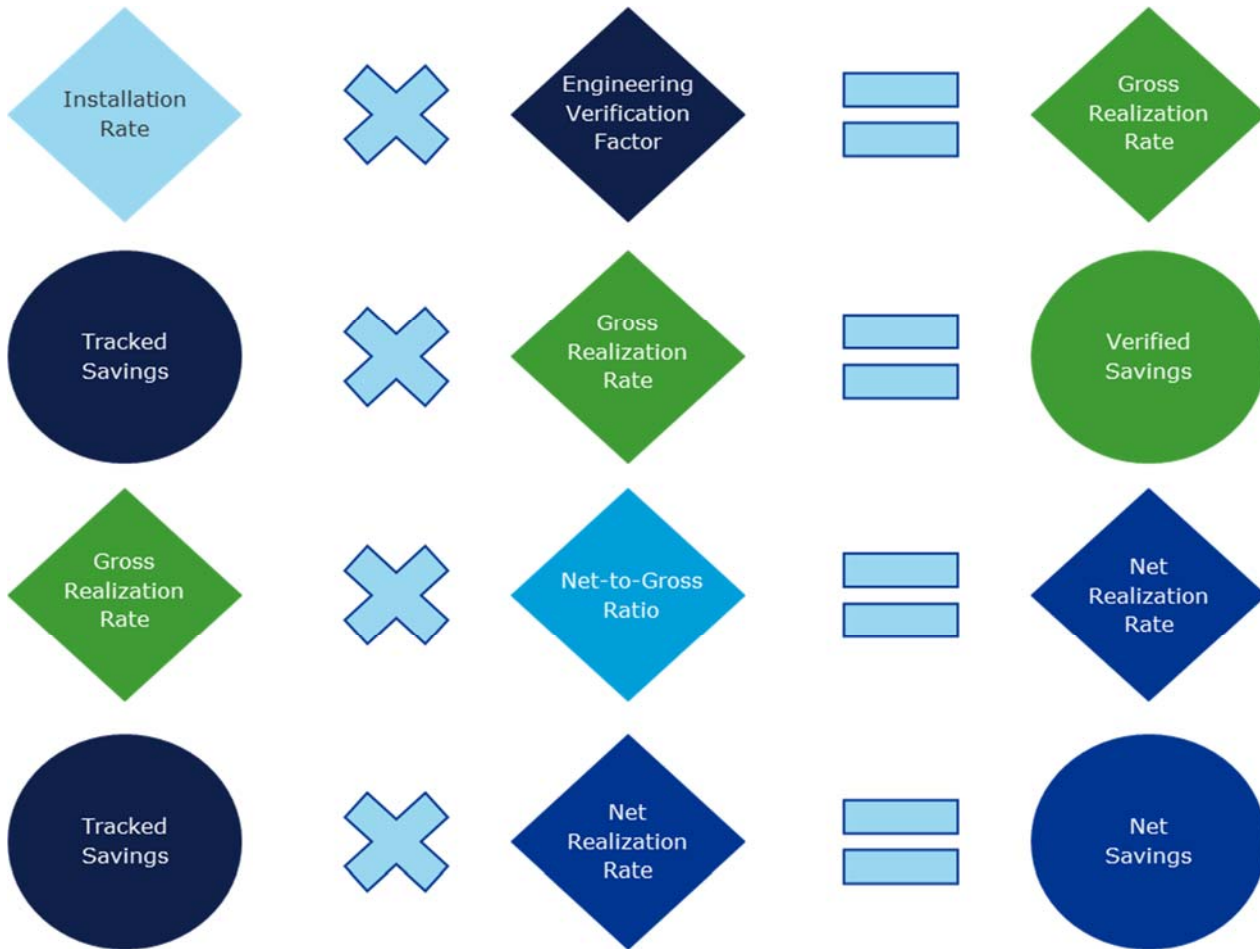 Installation
Rate
Engineering
Verification
Factor
Gross
Realization
Rate
Tracked
Savings
Gross
Realization
Rate
Verified
Savings
Gross
Realization
Rate
Net-to-Gross
Ratio
Net
Realization
Rate
Tracked
Savings
Net
Realization
Rate
Net
Savings